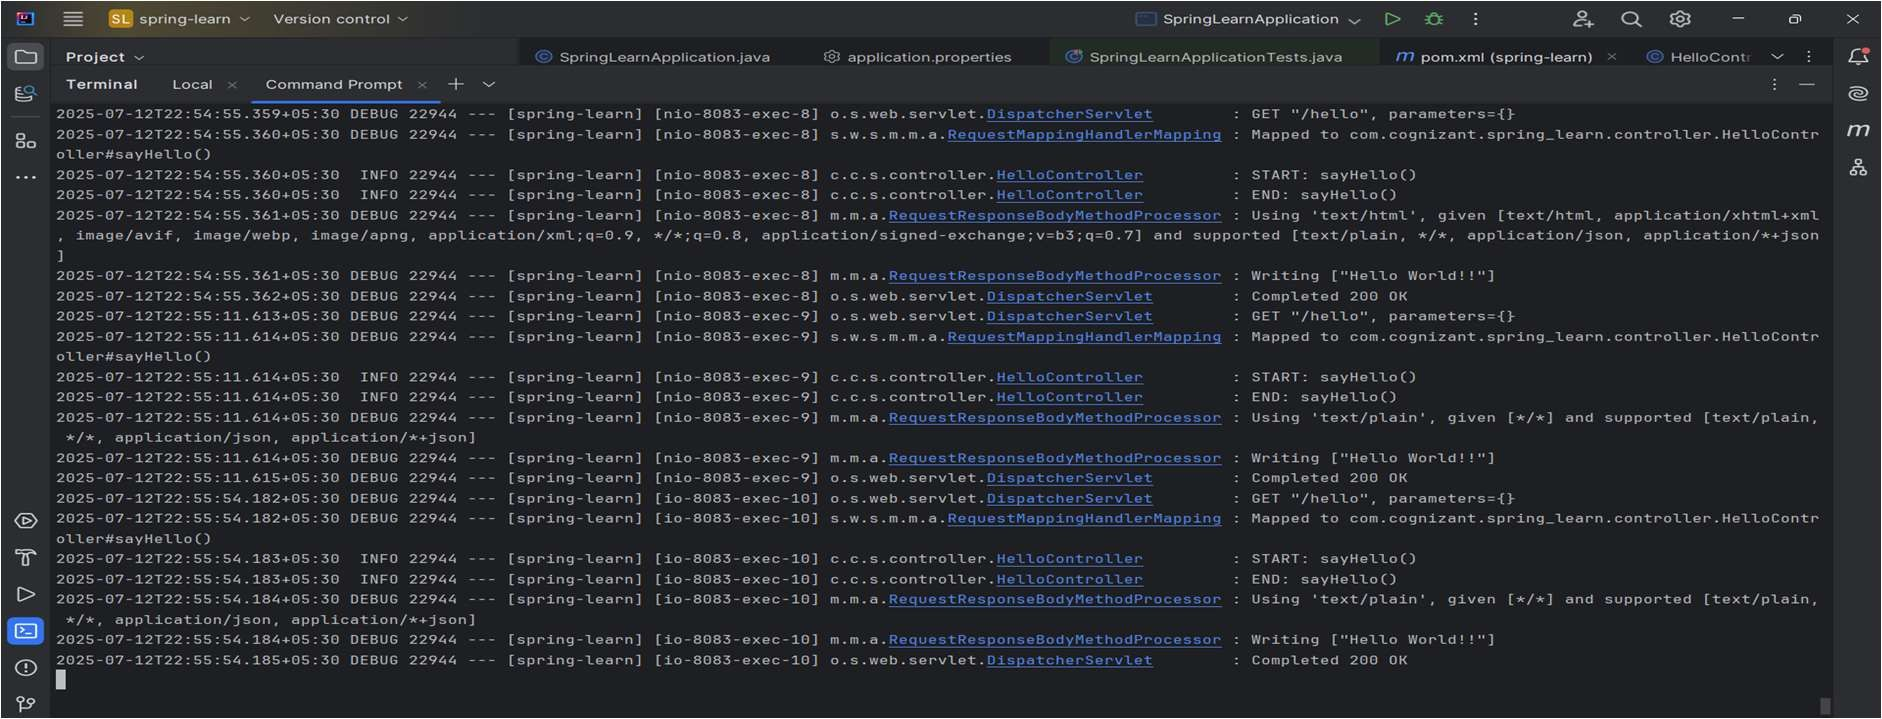 SL spring-learn Version control SpringLearnApplication
Project SpringLearnApplication.java application.properties SpringLearnApplicationTests.java pom.xml (spring-learn) HelloContr
Terminal Local Command Prompt
2025-07-12T22:54:55.359+05:30 DEBUG 22944 --- [spring-learn] [nio-8083-exec-8] o.s.web.servlet.DispatcherServlet : GET "/hello", parameters={}
2025-07-12T22:54:55.360+05:30 DEBUG 22944 --- [spring-learn] [nio-8083-exec-8] s.w.s.m.m.a.RequestMappingHandlerMapping : Mapped to com.cognizant.spring_learn.controller.HelloContr
oller#sayHello()
2025-07-12T22:54:55.360+05:30 INFO 22944 --- [spring-learn] [nio-8083-exec-8] c.c.s.controller.HelloController : START: sayHello()
2025-07-12T22:54:55.360+05:30 INFO 22944 --- [spring-learn] [nio-8083-exec-8] c.c.s.controller.HelloController : END: sayHello()
2025-07-12T22:54:55.361+05:30 DEBUG 22944 --- [spring-learn] [nio-8083-exec-8] m.m.a.RequestResponseBodyMethodProcessor : Using 'text/html', given [text/html, application/xhtml+xml
, image/avif, image/webp, image/apng, application/xml;q=0.9, */*;q=0.8, application/signed-exchange;v=b3;q=0.7] and supported [text/plain, */*, application/json, application/*+json
]
2025-07-12T22:54:55.361+05:30 DEBUG 22944 --- [spring-learn] [nio-8083-exec-8] m.m.a.RequestResponseBodyMethodProcessor : Writing ["Hello World!!"]
2025-07-12T22:54:55.362+05:30 DEBUG 22944 --- [spring-learn] [nio-8083-exec-8] o.s.web.servlet.DispatcherServlet : Completed 200 OK
2025-07-12T22:55:11.613+05:30 DEBUG 22944 --- [spring-learn] [nio-8083-exec-9] o.s.web.servlet.DispatcherServlet : GET "/hello", parameters={}
2025-07-12T22:55:11.614+05:30 DEBUG 22944 --- [spring-learn] [nio-8083-exec-9] s.w.s.m.m.a.RequestMappingHandlerMapping : Mapped to com.cognizant.spring_learn.controller.HelloContr
oller#sayHello()
2025-07-12T22:55:11.614+05:30 INFO 22944 --- [spring-learn] [nio-8083-exec-9] c.c.s.controller.HelloController : START: sayHello()
2025-07-12T22:55:11.614+05:30 INFO 22944 --- [spring-learn] [nio-8083-exec-9] c.c.s.controller.HelloController : END: sayHello()
2025-07-12T22:55:11.614+05:30 DEBUG 22944 --- [spring-learn] [nio-8083-exec-9] m.m.a.RequestResponseBodyMethodProcessor : Using 'text/plain', given [*/*] and supported [text/plain,
*/*, application/json, application/*+json]
2025-07-12T22:55:11.614+05:30 DEBUG 22944 --- [spring-learn] [nio-8083-exec-9] m.m.a.RequestResponseBodyMethodProcessor : Writing ["Hello World!!"]
2025-07-12T22:55:11.615+05:30 DEBUG 22944 --- [spring-learn] [nio-8083-exec-9] o.s.web.servlet.DispatcherServlet : Completed 200 OK
2025-07-12T22:55:54.182+05:30 DEBUG 22944 --- [spring-learn] [io-8083-exec-10] o.s.web.servlet.DispatcherServlet : GET "/hello", parameters={}
2025-07-12T22:55:54.182+05:30 DEBUG 22944 --- [spring-learn] [io-8083-exec-10] s.w.s.m.m.a.RequestMappingHandlerMapping : Mapped to com.cognizant.spring_learn.controller.HelloContr
oller#sayHello()
2025-07-12T22:55:54.183+05:30 INFO 22944 --- [spring-learn] [io-8083-exec-10] c.c.s.controller.HelloController : START: sayHello()
2025-07-12T22:55:54.183+05:30 INFO 22944 --- [spring-learn] [io-8083-exec-10] c.c.s.controller.HelloController : END: sayHello()
2025-07-12T22:55:54.184+05:30 DEBUG 22944 --- [spring-learn] [io-8083-exec-10] m.m.a.RequestResponseBodyMethodProcessor : Using 'text/plain', given [*/*] and supported [text/plain,
*/*, application/json, application/*+json]
2025-07-12T22:55:54.184+05:30 DEBUG 22944 --- [spring-learn] [io-8083-exec-10] m.m.a.RequestResponseBodyMethodProcessor : Writing ["Hello World!!"]
2025-07-12T22:55:54.185+05:30 DEBUG 22944 --- [spring-learn] [io-8083-exec-10] o.s.web.servlet.DispatcherServlet : Completed 200 OK